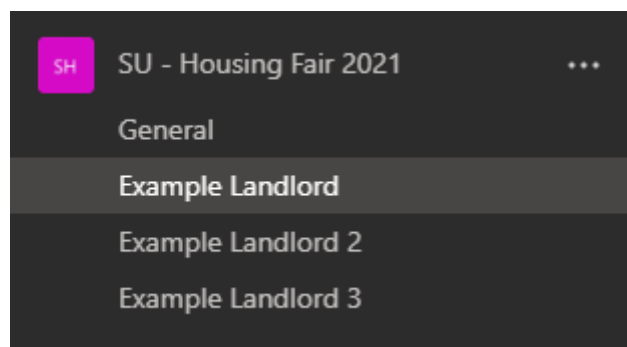 SH SU - Housing Fair 2021 •••
General
Example Landlord
Example Landlord 2
Example Landlord 3